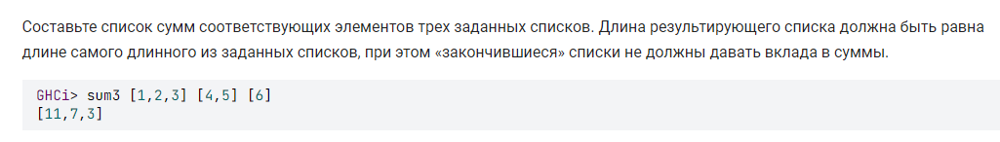 Составьте список сумм соответствующих элементов трех заданных списков. Длина результирующего списка должна быть равна
длине самого длинного из заданных списков, при этом «закончившиеся» списки не должны давать вклада в суммы.
GHCi> sum3 [1,2,3] [4,5] [6]
[11,7,3]